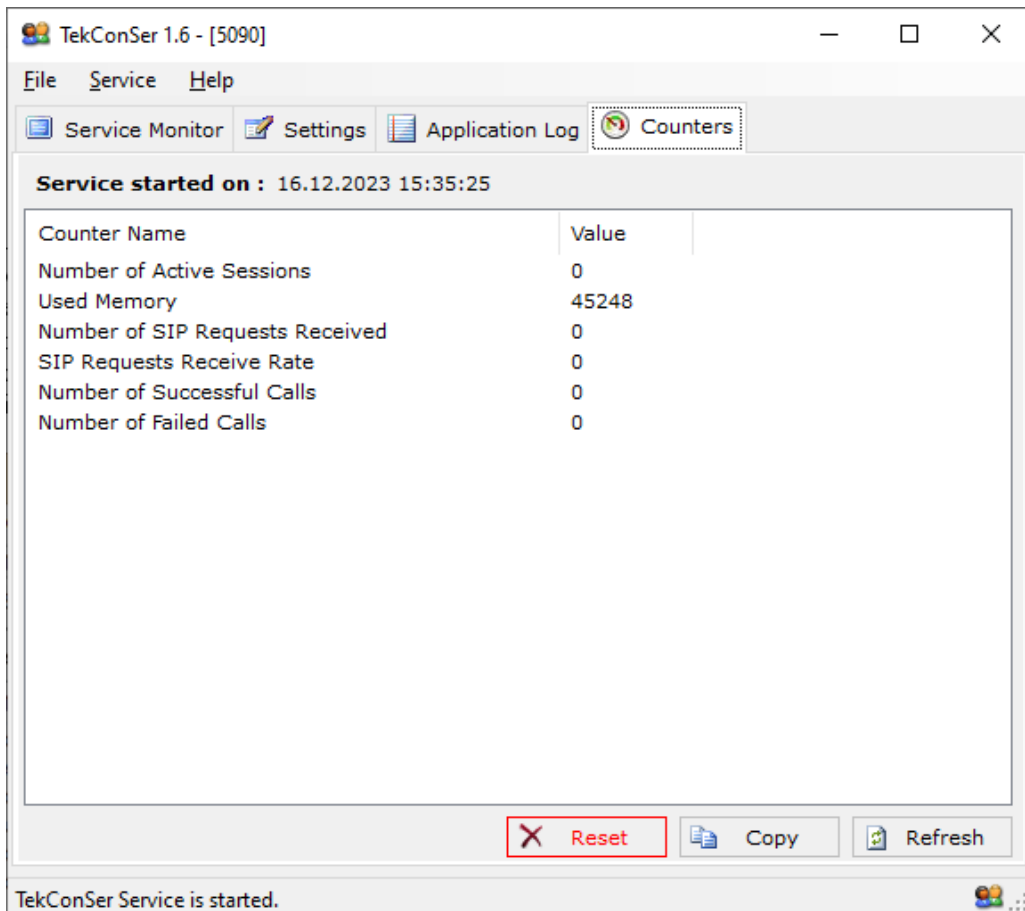 TekConSer 1.6 - [5090]
File Service Help
Service Monitor Settings Application Log Counters
Service started on : 16.12.2023 15:35:25
Counter Name Value
Number of Active Sessions 0
Used Memory 45248
Number of SIP Requests Received 0
SIP Requests Receive Rate 0
Number of Successful Calls 0
Number of Failed Calls 0
Reset Copy Refresh
TekConSer Service is started.